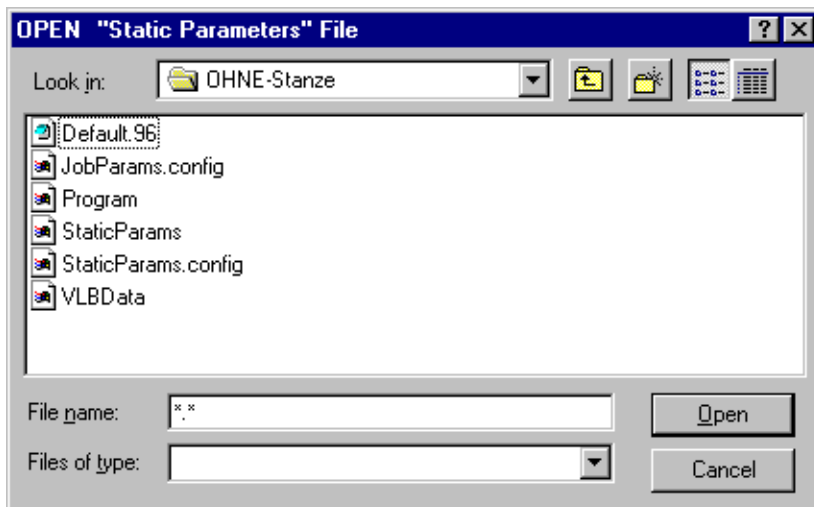 OPEN "Static Parameters" File
Look in: OHNE-Stanze
Default.96
JobParams.config
Program
StaticParams
StaticParams.config
VLBData
File name: *.* Open
Files of type: Cancel